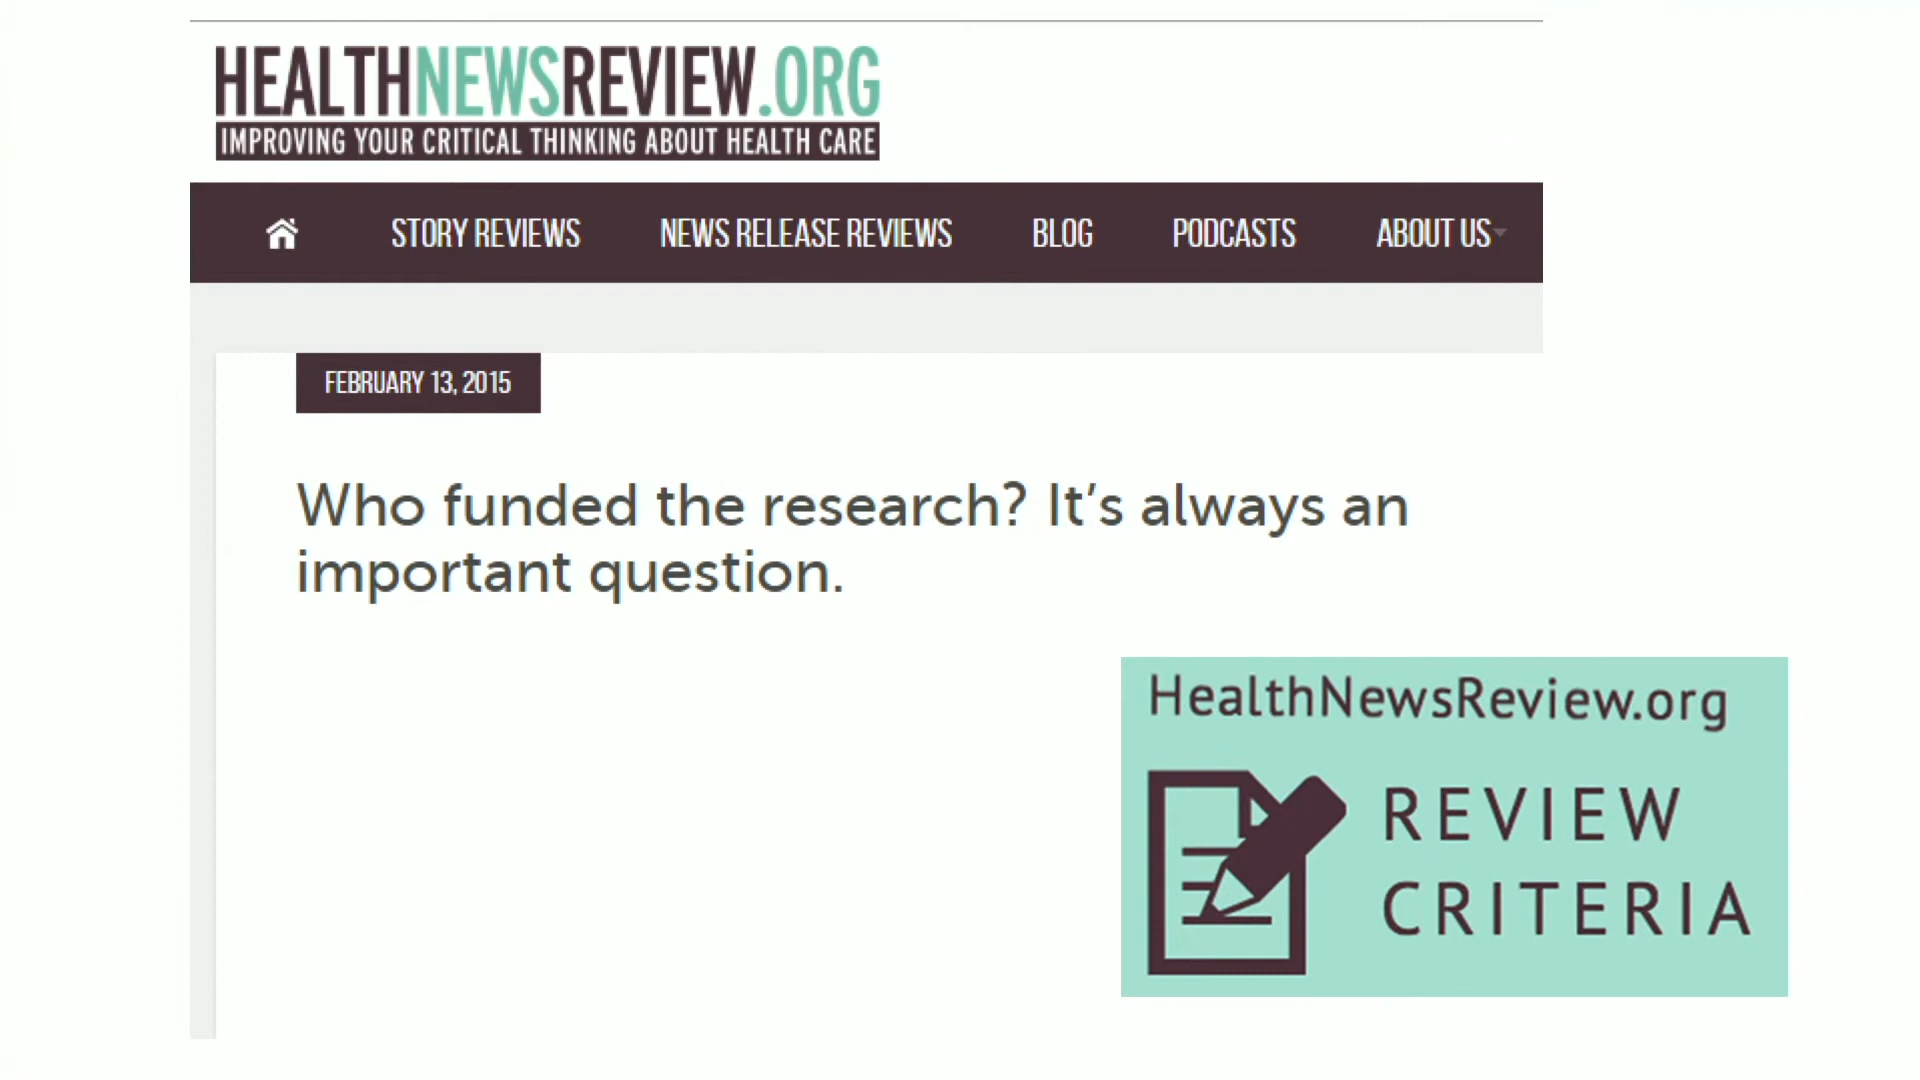 HEALTHNEWSREVIEW.ORG
IMPROVING YOUR CRITICAL THINKING ABOUT HEALTH CARE
STORY REVIEWS NEWS RELEASE REVIEWS BLOG PODCASTS ABOUT US
FEBRUARY 13, 2015
Who funded the research? It’s always an
important question.
HealthNewsReview.org
REVIEW
CRITERIA